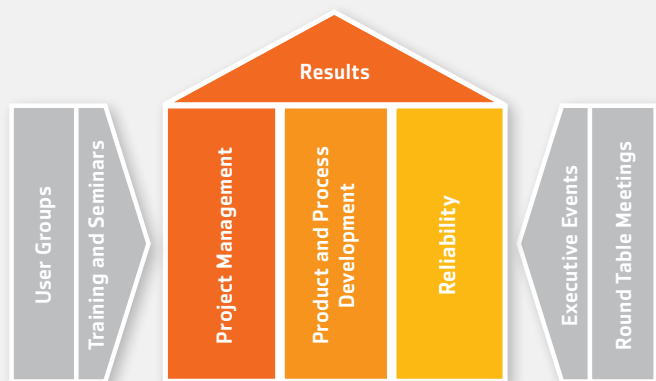 Results
User Groups
Training and Seminars
Project Management
Product and Process
Development
Reliability
Executive Events
Round Table Meetings